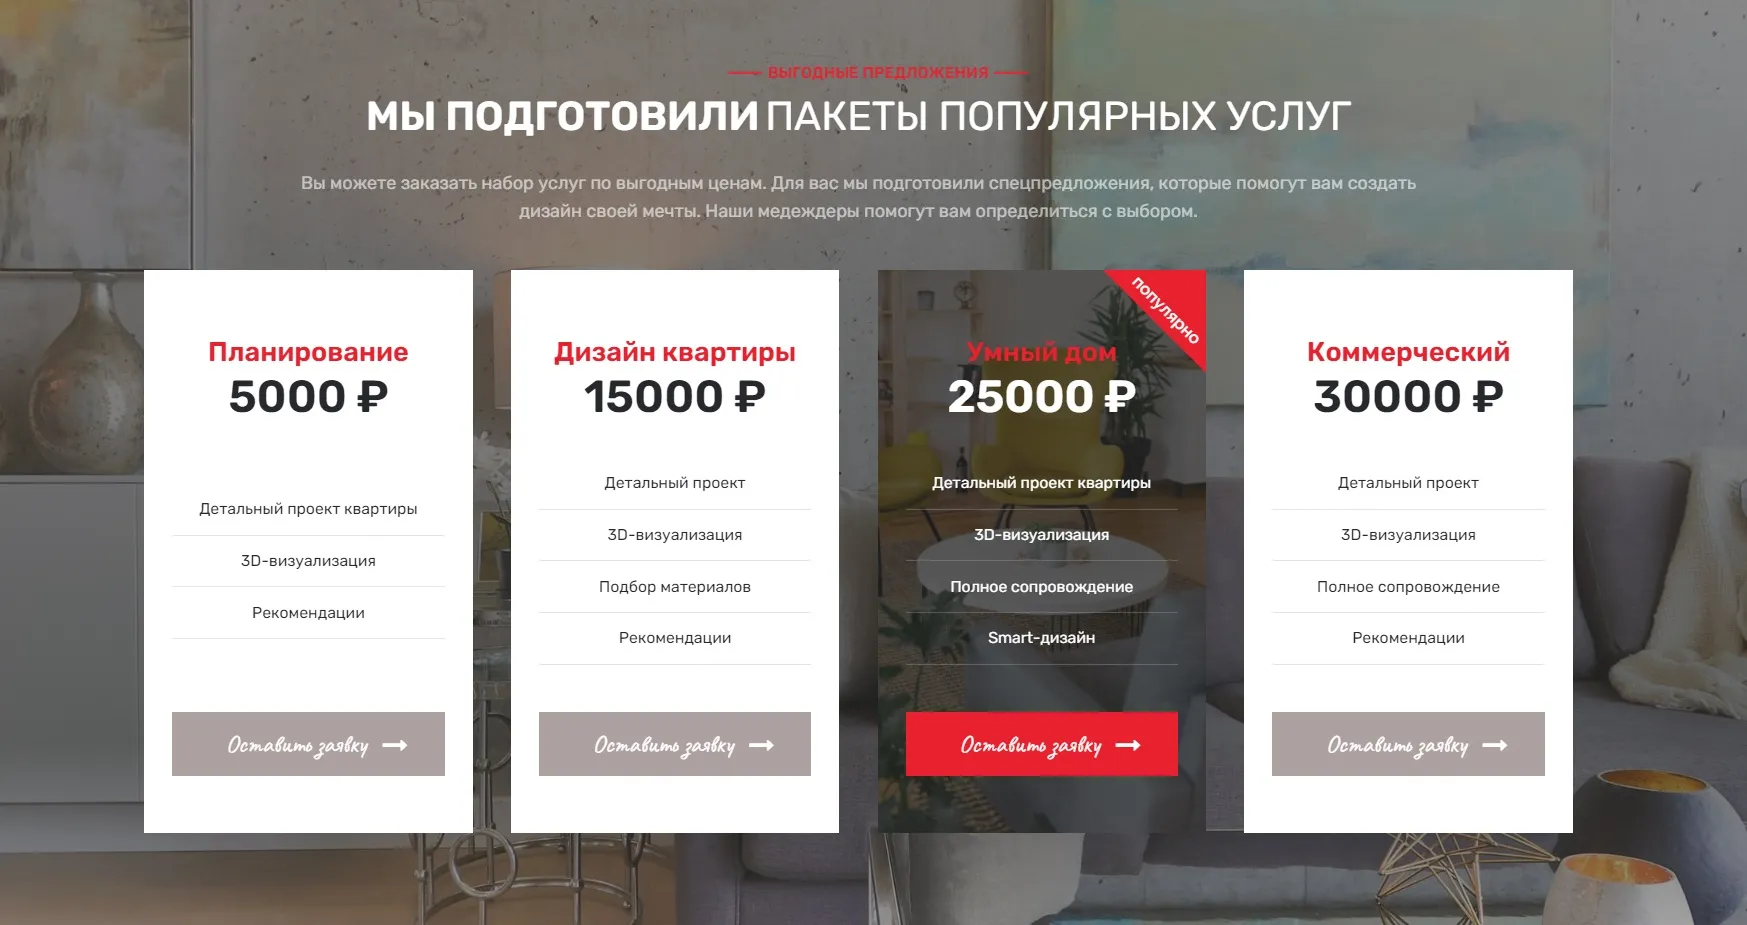 ВЫГОДНЫЕ ПРЕДЛОЖЕНИЯ
МЫ ПОДГОТОВИЛИ ПАКЕТЫ ПОПУЛЯРНЫХ УСЛУГ
Вы можете заказать набор услуг по выгодным ценам. Для вас мы подготовили спецпредложения, которые помогут вам создать
дизайн своей мечты. Наши медеждеры помогут вам определиться с выбором.
Планирование
5000 ₽
Детальный проект квартиры
3D-визуализация
Рекомендации
Оставить заявку
Дизайн квартиры
15000 ₽
Детальный проект
3D-визуализация
Подбор материалов
Рекомендации
Оставить заявку
популярно
Умный дом
25000 ₽
Детальный проект квартиры
3D-визуализация
Полное сопровождение
Smart-дизайн
Оставить заявку
Коммерческий
30000 ₽
Детальный проект
3D-визуализация
Полное сопровождение
Рекомендации
Оставить заявку